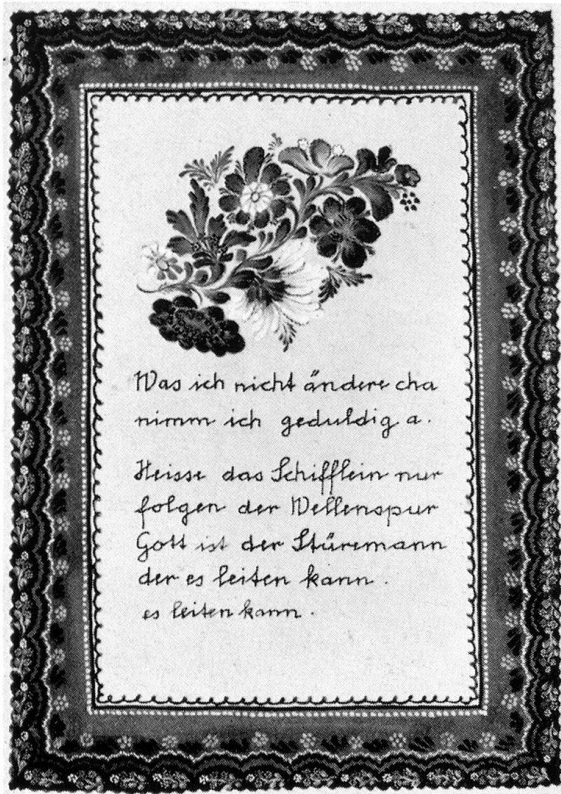 Was ich nicht ändere cha
nimm ich geduldig a.
Heisse das Schifflein nur
folgen der Wellenspur
Gott ist der Stüremann
der es leiten kann.
es leiten kann.